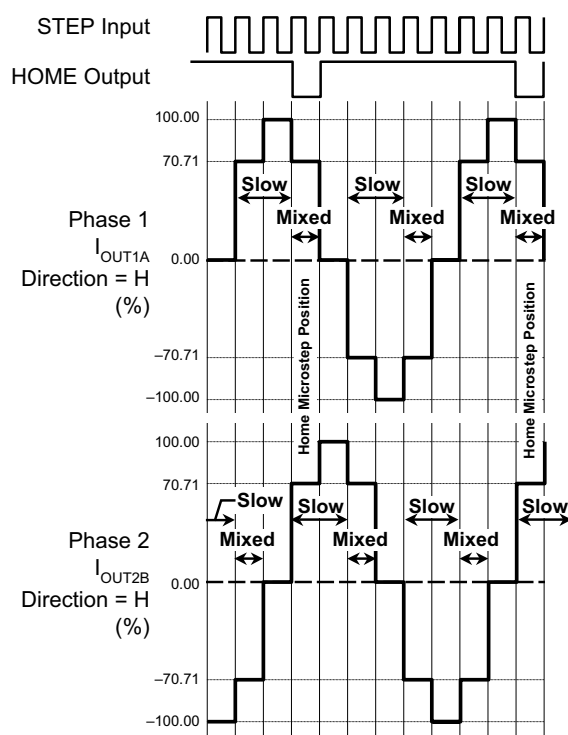 STEP Input
HOME Output
100.00
70.71
Slow
Slow
Slow
Mixed
Mixed
Mixed
Phase 1
IOUT1A
Direction = H
(%)
0.00
Home Microstep Position
Home Microstep Position
–70.71
–100.00
100.00
70.71
Slow
Slow
Slow
Slow
Mixed
Mixed
Mixed
Phase 2
IOUT2B
Direction = H
(%)
0.00
–70.71
–100.00